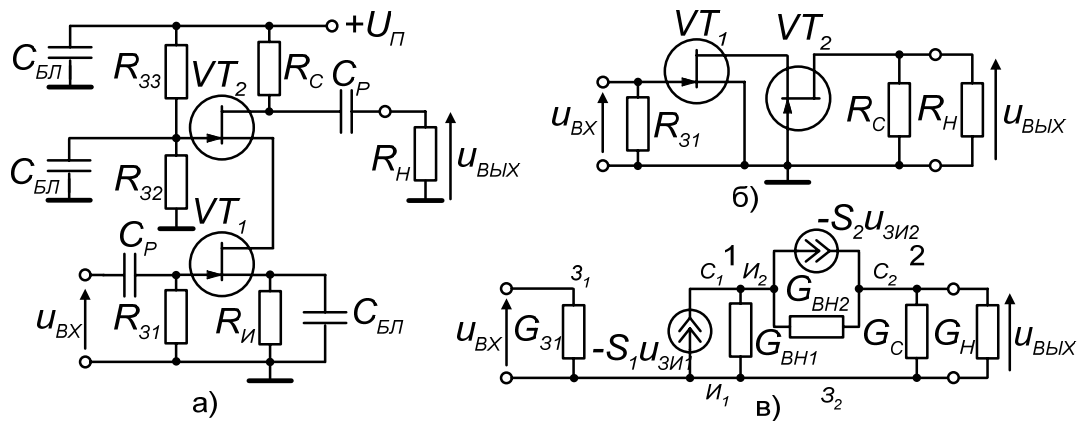 +U_П
C_БЛ
R_З3
VT_2
R_С
C_Р
C_БЛ
R_З2
R_Н
u_ВЫХ
VT_1
C_Р
u_ВХ
R_З1
R_И
C_БЛ
а)
VT_1
VT_2
u_ВХ
R_З1
R_С
R_Н
u_ВЫХ
б)
-S_2u_ЗИ2
З_1
С_1
1
И_2
С_2
2
G_ВН2
u_ВХ
G_З1
-S_1u_ЗИ1
G_ВН1
G_С
G_Н
u_ВЫХ
И_1
З_2
в)